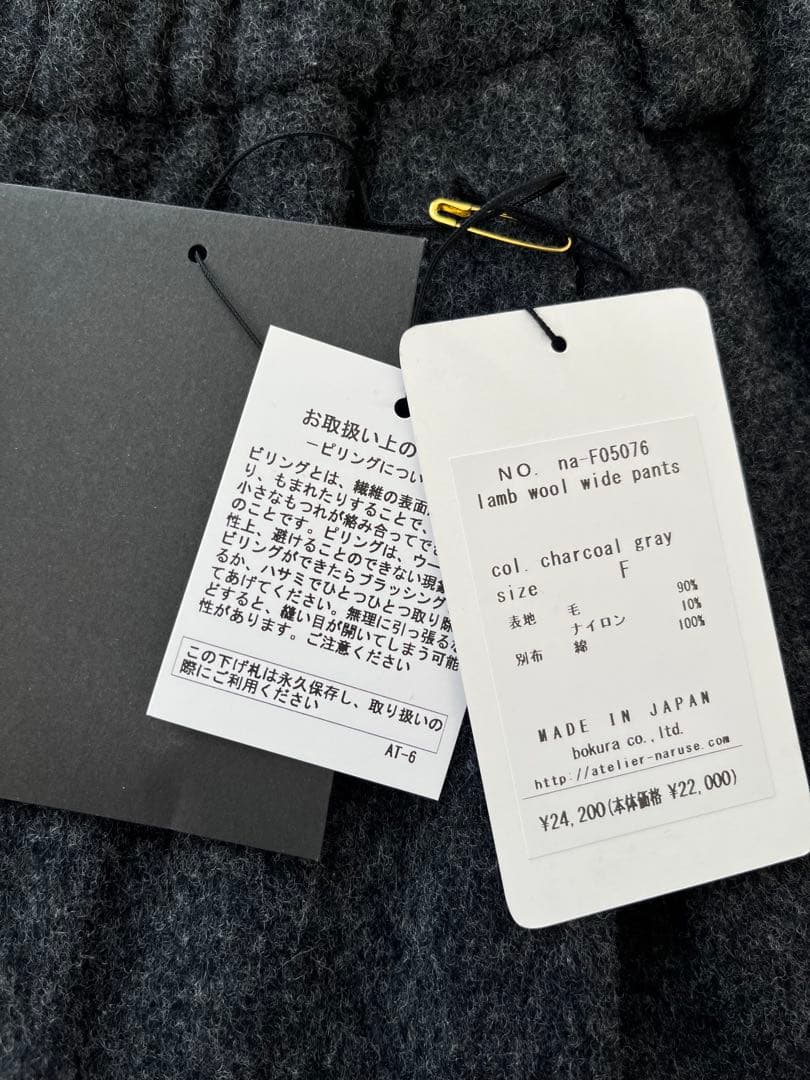 お取扱い上の
－ピリングについ
ピリングとは、繊維の表面
り、もまれたりすることで、
小さなもつれが絡み合ってでき
のことです。ピリングは、ウー
性上、避けることのできない現象
ピリングができたらブラッシング
るか、ハサミでひとつひとつ取り除
てあげてください。無理に引っ張るな
どすると、縫い目が開いてしまう可能
性があります。ご注意ください
この下げ札は永久保存し、取り扱いの
際にご利用ください
AT-6
NO. na-F05076
lamb wool wide pants
col. charcoal gray
size F
表地 毛 90%
ナイロン 10%
別布 綿 100%
MADE IN JAPAN
bokura co.,ltd.
http://atelier-naruse.com
¥24,200(本体価格 ¥22,000)